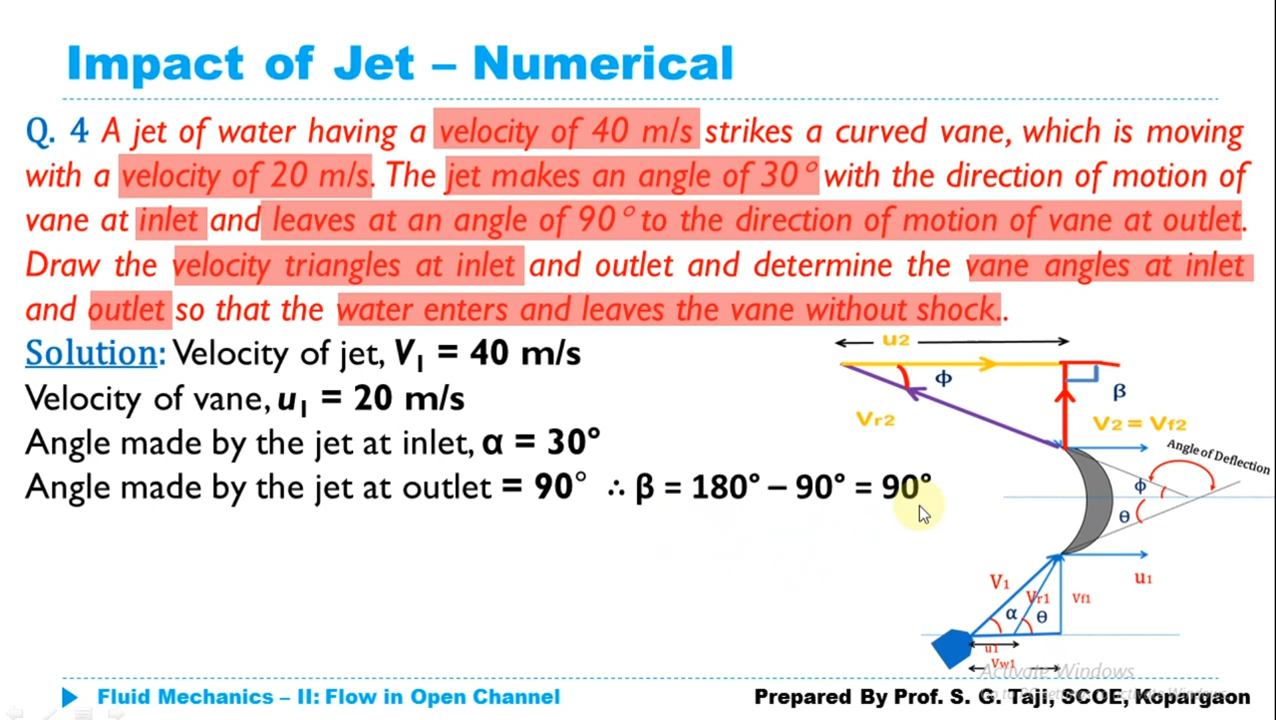 Impact of Jet – Numerical
Q. 4 A jet of water having a velocity of 40 m/s strikes a curved vane, which is moving
with a velocity of 20 m/s. The jet makes an angle of 30° with the direction of motion of
vane at inlet and leaves at an angle of 90° to the direction of motion of vane at outlet.
Draw the velocity triangles at inlet and outlet and determine the vane angles at inlet
and outlet so that the water enters and leaves the vane without shock..
Solution: Velocity of jet, V₁ = 40 m/s
Velocity of vane, u₁ = 20 m/s
Angle made by the jet at inlet, α = 30°
Angle made by the jet at outlet = 90° ∴ β = 180° – 90° = 90°
u2
ϕ
β
Vr2
V2 = Vf2
Angle of Deflection
ϕ
θ
V1
u1
Vr1
Vf1
α
θ
u1
Vw1
Activate Windows
Fluid Mechanics – II: Flow in Open Channel
Prepared By Prof. S. G. Taji, SCOE, Kopargaon